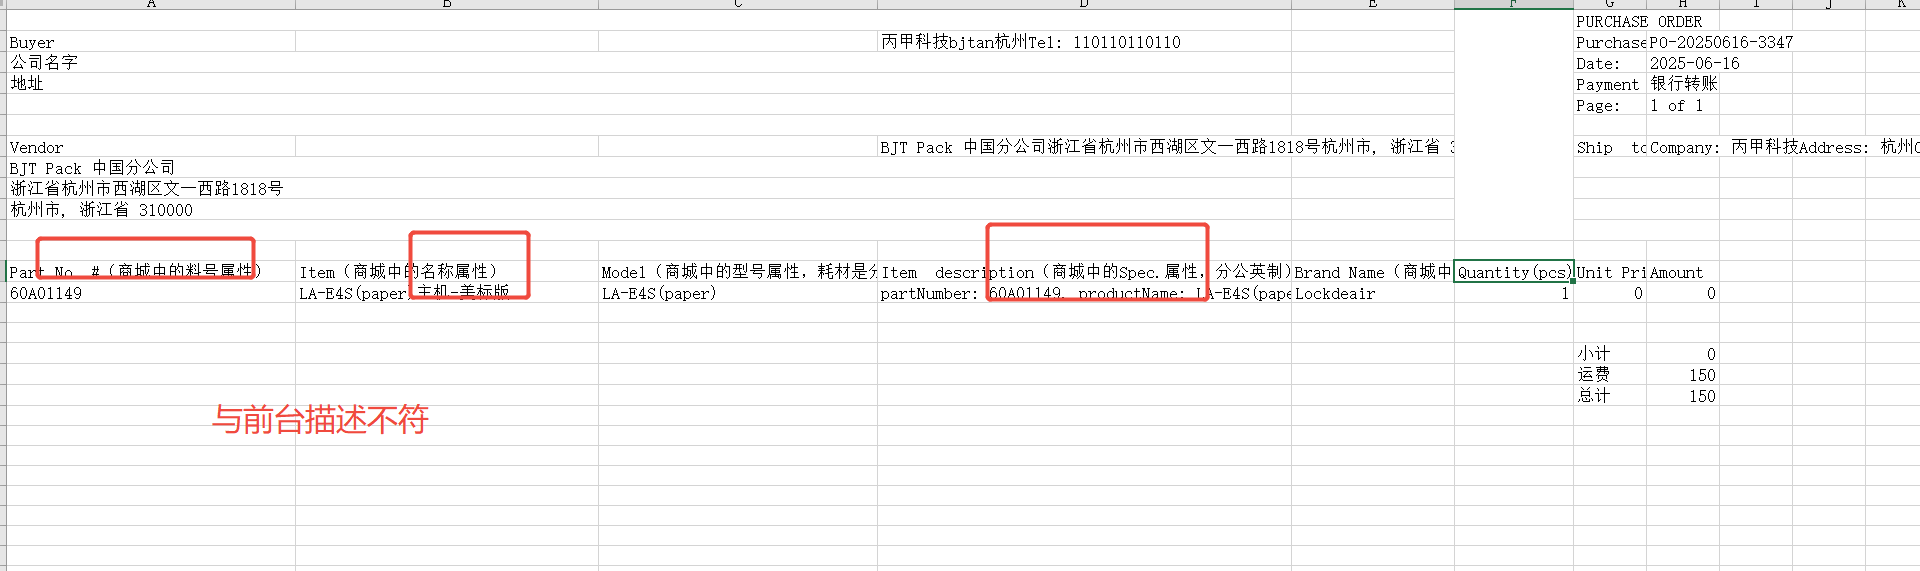 A B C D E F G H I J K
PURCHASE ORDER
Buyer 丙甲科技bjtan杭州Tel: 110110110110 Purchase PO-20250616-3347
公司名字 Date: 2025-06-16
地址 Payment 银行转账
Page: 1 of 1
Vendor BJT Pack 中国分公司浙江省杭州市西湖区文一西路1818号杭州市, 浙江省 Ship to Company: 丙甲科技Address: 杭州
BJT Pack 中国分公司
浙江省杭州市西湖区文一西路1818号
杭州市, 浙江省 310000
Part No. #（商城中的料号属性） Item（商城中的名称属性） Model（商城中的型号属性，耗材是分 Item description（商城中的Spec.属性，分公英制） Brand Name（商城中 Quantity(pcs) Unit Pri Amount
60A01149 LA-E4S(paper)主机-美标版 LA-E4S(paper) partNumber: 60A01149, productName: LA-E4S(pape Lockdeair 1 0 0
小计 0
运费 150
总计 150
与前台描述不符